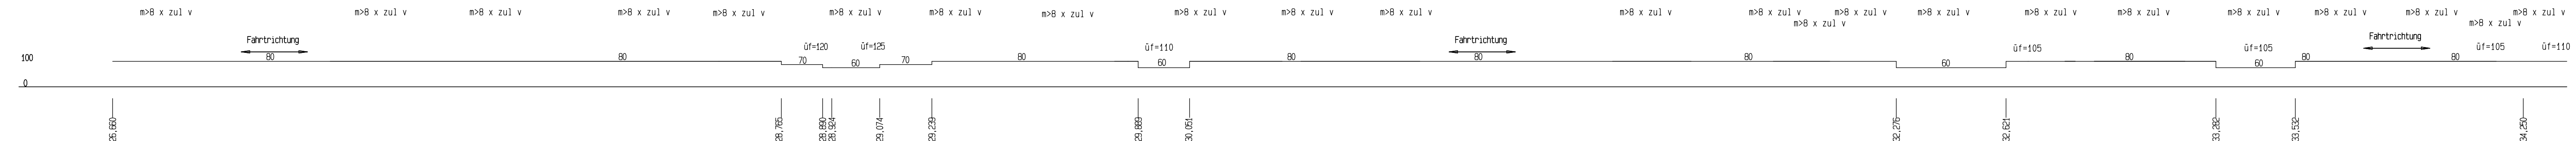 m>8 x zul v m>8 x zul v m>8 x zul v m>8 x zul v m>8 x zul v m>8 x zul v m>8 x zul v m>8 x zul v m>8 x zul v m>8 x zul v m>8 x zul v m>8 x zul v m>8 x zul v m>8 x zul v m>8 x zul v m>8 x zul v m>8 x zul v m>8 x zul v m>8 x zul v m>8 x zul v m>8 x zul v
m>8 x zul v m>8 x zul v
Fahrtrichtung Fahrtrichtung Fahrtrichtung
üf=120 üf=125 üf=110 üf=105 üf=105 üf=105 üf=110
100 80 80 70 60 70 80 60 80 80 80 60 80 60 80 80
0
26,660 28,765 28,890 28,924 29,074 29,239 29,889 30,051 32,276 32,621 33,282 33,532 34,250